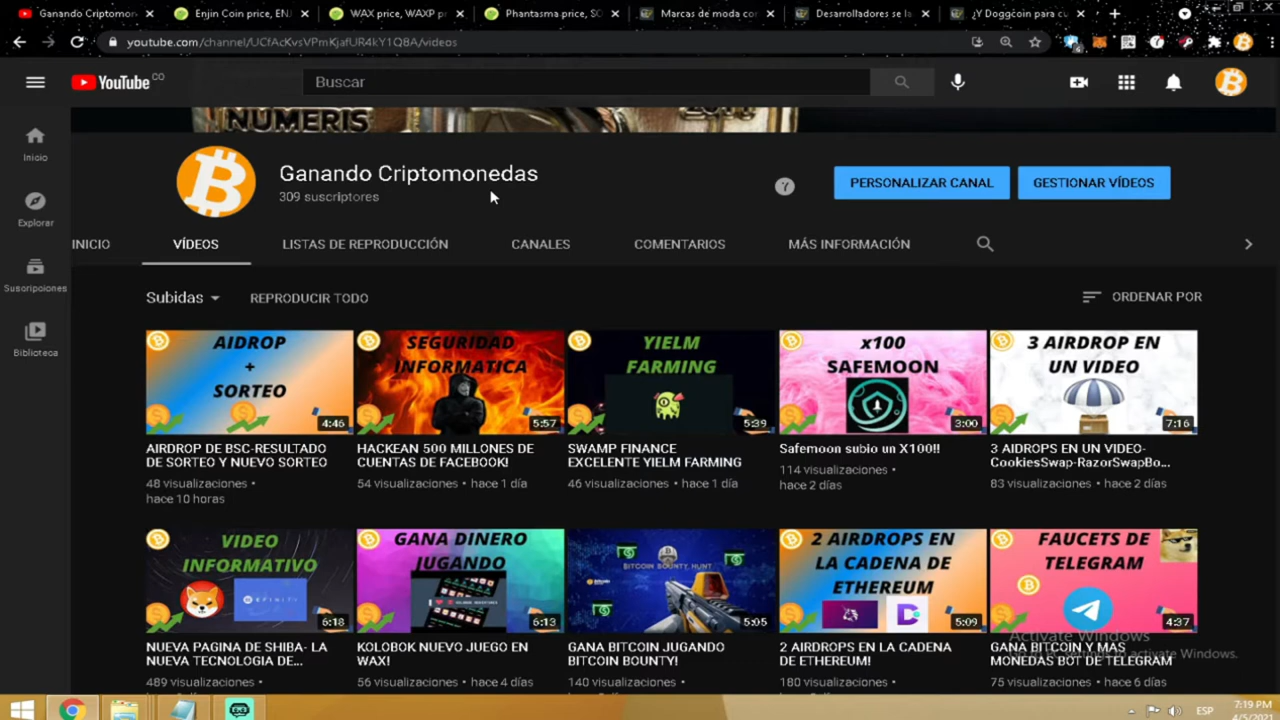 Ganando Criptomon
Enjin Coin price, ENJ
WAX price, WAXP
Phantasma price, SO
Marcas de moda co
Desarrolladores se la
¿Y Doggcoin para cu
youtube.com/channel/UCfAcKvsVPmKjafUR4kY1QBA/videos
YouTube CO
Buscar
NUMERIS
Inicio
Explorar
Suscripciones
Biblioteca
Ganando Criptomonedas
309 suscriptores
?
PERSONALIZAR CANAL
GESTIONAR VÍDEOS
INICIO
VÍDEOS
LISTAS DE REPRODUCCIÓN
CANALES
COMENTARIOS
MÁS INFORMACIÓN
Subidas
REPRODUCIR TODO
ORDENAR POR
AIDROP
+
SORTEO
4:46
AIRDROP DE BSC-RESULTADO
DE SORTEO Y NUEVO SORTEO
48 visualizaciones •
hace 10 horas
SEGURIDAD
INFORMATICA
5:57
HACKEAN 500 MILLONES DE
CUENTAS DE FACEBOOK!
54 visualizaciones • hace 1 día
YIELM
FARMING
5:39
SWAMP FINANCE
EXCELENTE YIELM FARMING
46 visualizaciones • hace 1 día
x100
SAFEMOON
3:00
Safemoon subio un X100!!
114 visualizaciones •
hace 2 días
3 AIRDROP EN
UN VIDEO
7:16
3 AIDROPS EN UN VIDEO-
CookiesSwap-RazorSwapBo...
83 visualizaciones • hace 2 días
VIDEO
INFORMATIVO
6:18
NUEVA PAGINA DE SHIBA- LA
NUEVA TECNOLOGIA DE...
489 visualizaciones •
GANA DINERO
JUGANDO
6:13
KOLOBOK NUEVO JUEGO EN
WAX!
56 visualizaciones • hace 4 días
BITCOIN BOUNTY HUNT
5:05
GANA BITCOIN JUGANDO
BITCOIN BOUNTY!
140 visualizaciones •
2 AIRDROPS EN
LA CADENA DE
ETHEREUM
5:09
2 AIRDROPS EN LA CADENA
DE ETHEREUM!
180 visualizaciones •
FAUCETS DE
TELEGRAM
4:37
GANA BITCOIN Y MAS
MONEDAS BOT DE TELEGRAM
75 visualizaciones • hace 6 días
Activate Windows
ESP
7:19 PM
4/5/2021